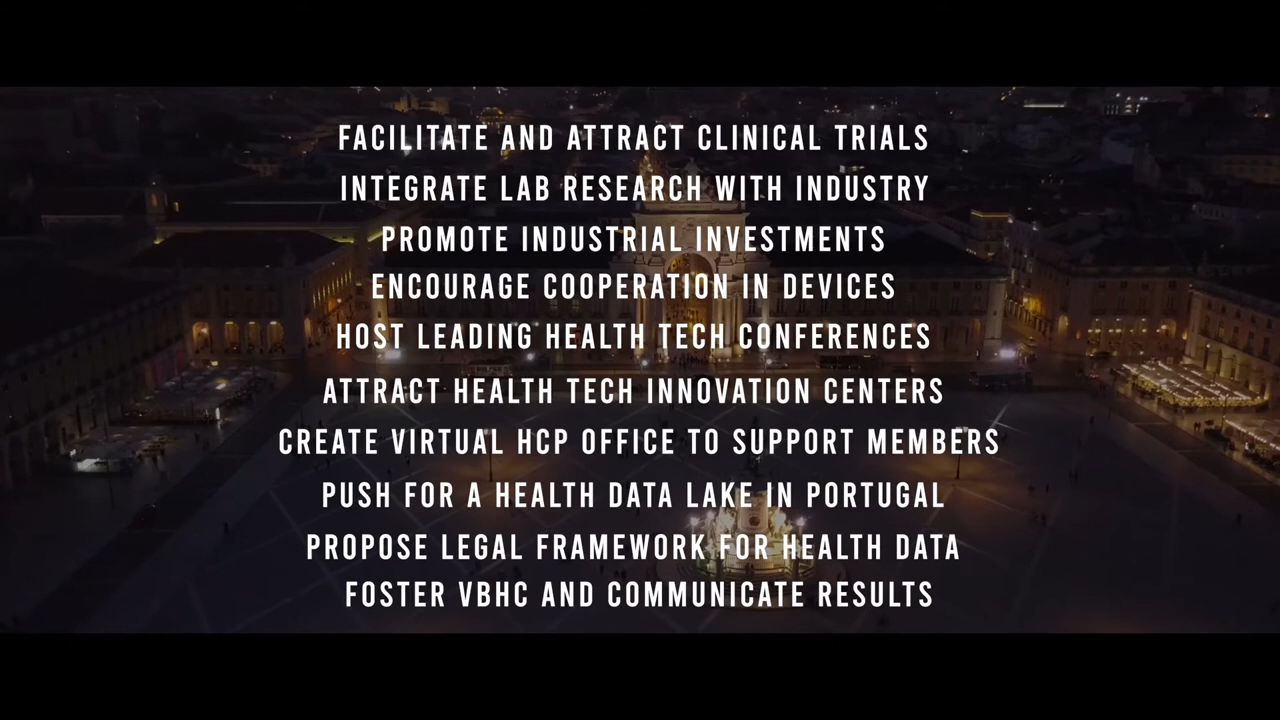 FACILITATE AND ATTRACT CLINICAL TRIALS
INTEGRATE LAB RESEARCH WITH INDUSTRY
PROMOTE INDUSTRIAL INVESTMENTS
ENCOURAGE COOPERATION IN DEVICES
HOST LEADING HEALTH TECH CONFERENCES
ATTRACT HEALTH TECH INNOVATION CENTERS
CREATE VIRTUAL HCP OFFICE TO SUPPORT MEMBERS
PUSH FOR A HEALTH DATA LAKE IN PORTUGAL
PROPOSE LEGAL FRAMEWORK FOR HEALTH DATA
FOSTER VBHC AND COMMUNICATE RESULTS